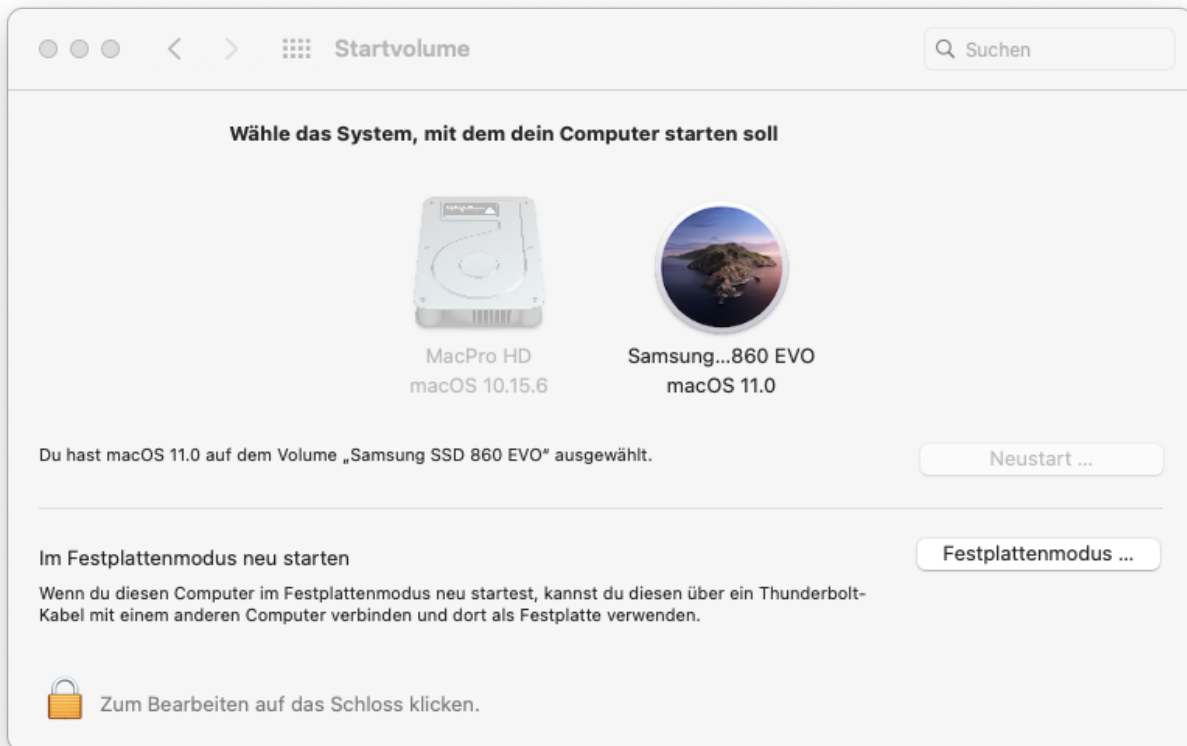 Startvolume
Suchen
Wähle das System, mit dem dein Computer starten soll
MacPro HD
macOS 10.15.6
Samsung...860 EVO
macOS 11.0
Du hast macOS 11.0 auf dem Volume „Samsung SSD 860 EVO“ ausgewählt.
Neustart ...
Im Festplattenmodus neu starten
Festplattenmodus ...
Wenn du diesen Computer im Festplattenmodus neu startest, kannst du diesen über ein Thunderbolt-
Kabel mit einem anderen Computer verbinden und dort als Festplatte verwenden.
Zum Bearbeiten auf das Schloss klicken.